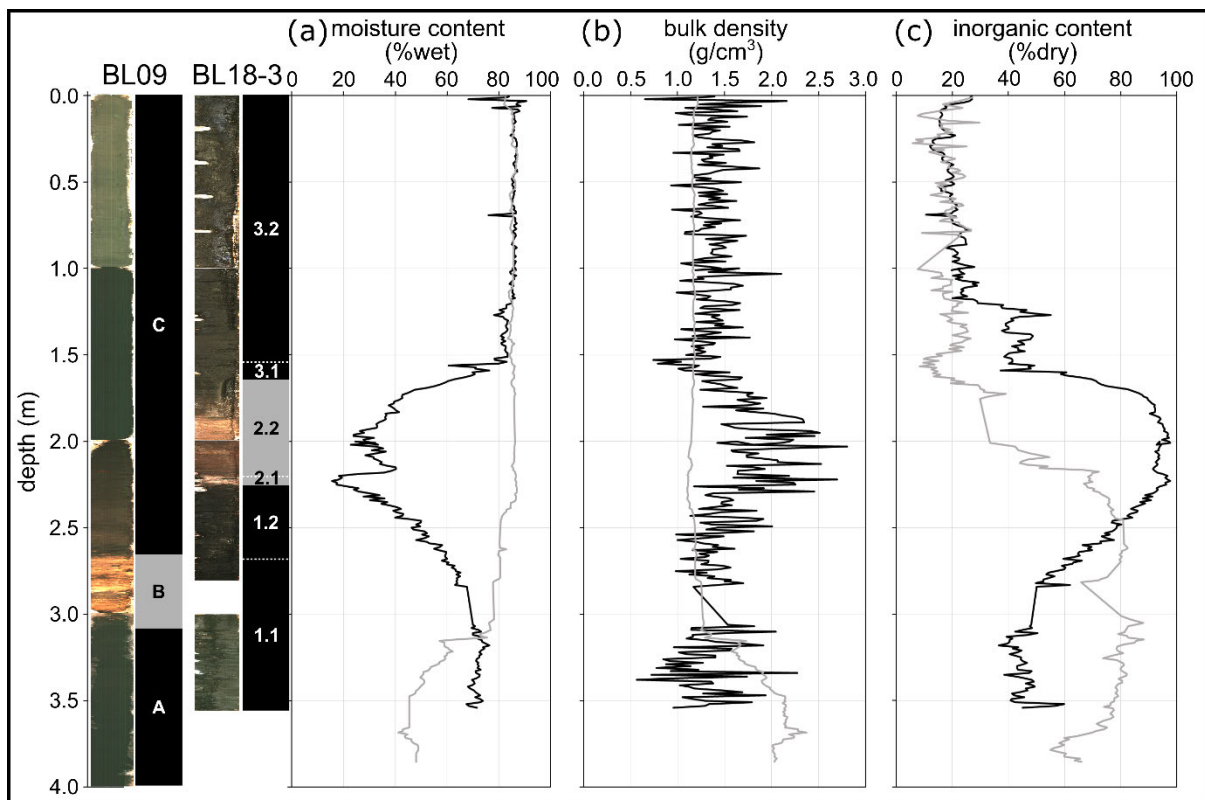 (a) moisture content
(%wet)
(b) bulk density
(g/cm³)
(c) inorganic content
(%dry)
BL09 BL18-3
0 20 40 60 80 100
0.0 0.5 1.0 1.5 2.0 2.5 3.0
0 20 40 60 80 100
depth (m)
0.0
0.5
1.0
1.5
2.0
2.5
3.0
3.5
4.0
C
B
A
3.2
3.1
2.2
2.1
1.2
1.1